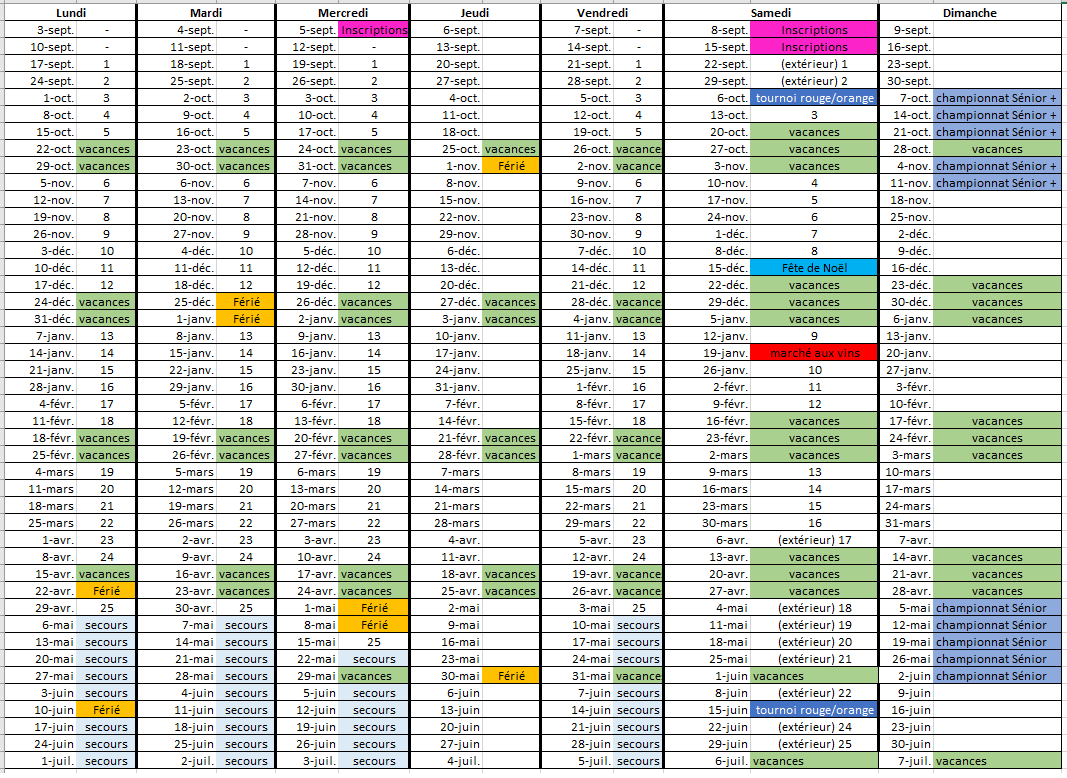 Lundi Mardi Mercredi Jeudi Vendredi Samedi Dimanche
3-sept. - 4-sept. - 5-sept. Inscriptions 6-sept. 7-sept. - 8-sept. Inscriptions 9-sept.
10-sept. - 11-sept. - 12-sept. - 13-sept. 14-sept. - 15-sept. Inscriptions 16-sept.
17-sept. 1 18-sept. 1 19-sept. 1 20-sept. 21-sept. 1 22-sept. (extérieur) 1 23-sept.
24-sept. 2 25-sept. 2 26-sept. 2 27-sept. 28-sept. 2 29-sept. (extérieur) 2 30-sept.
1-oct. 3 2-oct. 3 3-oct. 3 4-oct. 5-oct. 3 6-oct. tournoi rouge/orange 7-oct. championnat Sénior +
8-oct. 4 9-oct. 4 10-oct. 4 11-oct. 12-oct. 4 13-oct. 3 14-oct. championnat Sénior +
15-oct. 5 16-oct. 5 17-oct. 5 18-oct. 19-oct. 5 20-oct. vacances 21-oct. championnat Sénior +
22-oct. vacances 23-oct. vacances 24-oct. vacances 25-oct. vacances 26-oct. vacance 27-oct. vacances 28-oct. vacances
29-oct. vacances 30-oct. vacances 31-oct. vacances 1-nov. Férié 2-nov. vacance 3-nov. vacances 4-nov. championnat Sénior +
5-nov. 6 6-nov. 6 7-nov. 6 8-nov. 9-nov. 6 10-nov. 4 11-nov. championnat Sénior +
12-nov. 7 13-nov. 7 14-nov. 7 15-nov. 16-nov. 7 17-nov. 5 18-nov.
19-nov. 8 20-nov. 8 21-nov. 8 22-nov. 23-nov. 8 24-nov. 6 25-nov.
26-nov. 9 27-nov. 9 28-nov. 9 29-nov. 30-nov. 9 1-déc. 7 2-déc.
3-déc. 10 4-déc. 10 5-déc. 10 6-déc. 7-déc. 10 8-déc. 8 9-déc.
10-déc. 11 11-déc. 11 12-déc. 11 13-déc. 14-déc. 11 15-déc. Fête de Noël 16-déc.
17-déc. 12 18-déc. 12 19-déc. 12 20-déc. 21-déc. 12 22-déc. vacances 23-déc. vacances
24-déc. vacances 25-déc. Férié 26-déc. vacances 27-déc. vacances 28-déc. vacance 29-déc. vacances 30-déc. vacances
31-déc. vacances 1-janv. Férié 2-janv. vacances 3-janv. vacances 4-janv. vacance 5-janv. vacances 6-janv. vacances
7-janv. 13 8-janv. 13 9-janv. 13 10-janv. 11-janv. 13 12-janv. 9 13-janv.
14-janv. 14 15-janv. 14 16-janv. 14 17-janv. 18-janv. 14 19-janv. marché aux vins 20-janv.
21-janv. 15 22-janv. 15 23-janv. 15 24-janv. 25-janv. 15 26-janv. 10 27-janv.
28-janv. 16 29-janv. 16 30-janv. 16 31-janv. 1-févr. 16 2-févr. 11 3-févr.
4-févr. 17 5-févr. 17 6-févr. 17 7-févr. 8-févr. 17 9-févr. 12 10-févr.
11-févr. 18 12-févr. 18 13-févr. 18 14-févr. 15-févr. 18 16-févr. vacances 17-févr. vacances
18-févr. vacances 19-févr. vacances 20-févr. vacances 21-févr. vacances 22-févr. vacance 23-févr. vacances 24-févr. vacances
25-févr. vacances 26-févr. vacances 27-févr. vacances 28-févr. vacances 1-mars vacance 2-mars vacances 3-mars vacances
4-mars 19 5-mars 19 6-mars 19 7-mars 8-mars 19 9-mars 13 10-mars
11-mars 20 12-mars 20 13-mars 20 14-mars 15-mars 20 16-mars 14 17-mars
18-mars 21 19-mars 21 20-mars 21 21-mars 22-mars 21 23-mars 15 24-mars
25-mars 22 26-mars 22 27-mars 22 28-mars 29-mars 22 30-mars 16 31-mars
1-avr. 23 2-avr. 23 3-avr. 23 4-avr. 5-avr. 23 6-avr. (extérieur) 17 7-avr.
8-avr. 24 9-avr. 24 10-avr. 24 11-avr. 12-avr. 24 13-avr. vacances 14-avr. vacances
15-avr. vacances 16-avr. vacances 17-avr. vacances 18-avr. vacances 19-avr. vacance 20-avr. vacances 21-avr. vacances
22-avr. Férié 23-avr. vacances 24-avr. vacances 25-avr. vacances 26-avr. vacance 27-avr. vacances 28-avr. vacances
29-avr. 25 30-avr. 25 1-mai Férié 2-mai 3-mai 25 4-mai (extérieur) 18 5-mai championnat Sénior
6-mai secours 7-mai secours 8-mai Férié 9-mai 10-mai secours 11-mai (extérieur) 19 12-mai championnat Sénior
13-mai secours 14-mai secours 15-mai 25 16-mai 17-mai secours 18-mai (extérieur) 20 19-mai championnat Sénior
20-mai secours 21-mai secours 22-mai secours 23-mai 24-mai secours 25-mai (extérieur) 21 26-mai championnat Sénior
27-mai secours 28-mai secours 29-mai vacances 30-mai Férié 31-mai vacance 1-juin vacances 2-juin championnat Sénior
3-juin secours 4-juin secours 5-juin secours 6-juin 7-juin secours 8-juin (extérieur) 22 9-juin
10-juin Férié 11-juin secours 12-juin secours 13-juin 14-juin secours 15-juin tournoi rouge/orange 16-juin
17-juin secours 18-juin secours 19-juin secours 20-juin 21-juin secours 22-juin (extérieur) 24 23-juin
24-juin secours 25-juin secours 26-juin secours 27-juin 28-juin secours 29-juin (extérieur) 25 30-juin
1-juil. secours 2-juil. secours 3-juil. secours 4-juil. 5-juil. secours 6-juil. vacances 7-juil. vacances